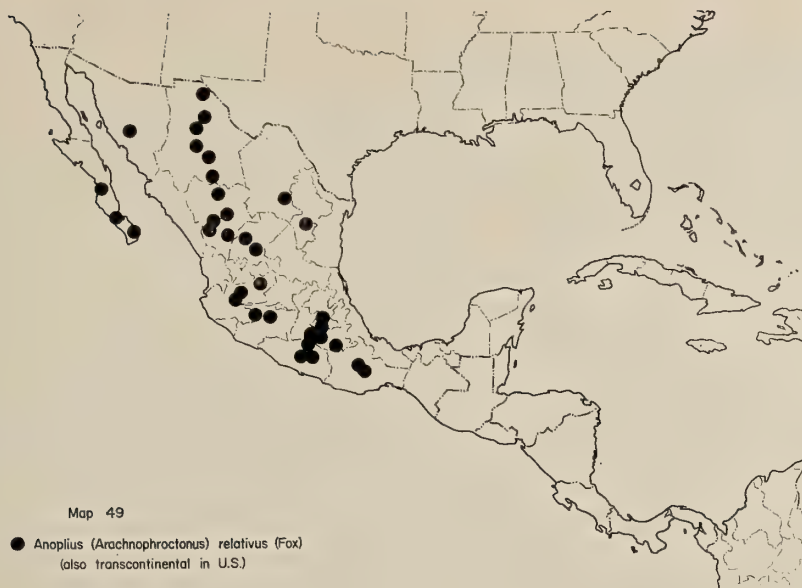 Map 49
Anoplius (Arachnophroctonus) relativus (Fox)
(also transcontinental in U.S.)